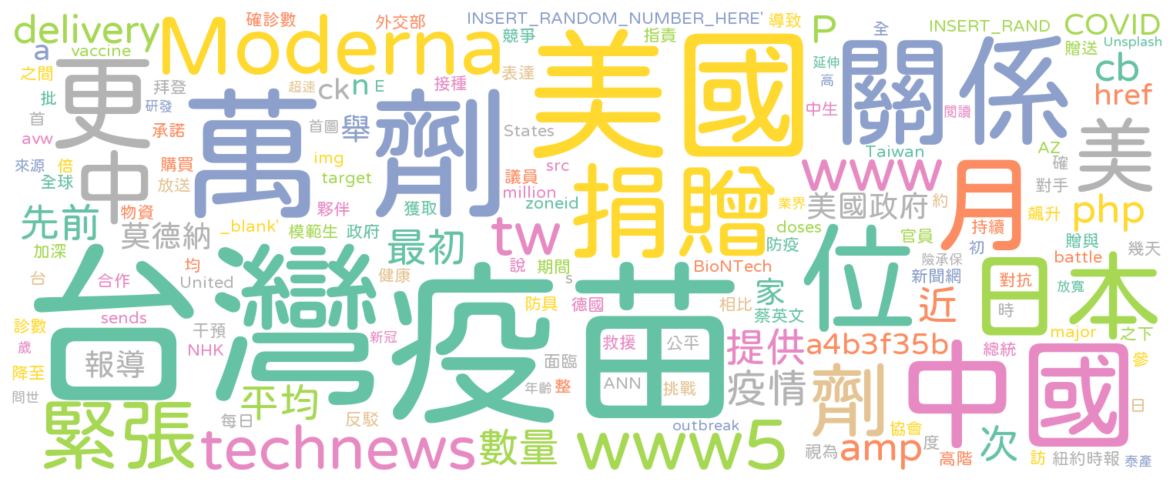 delivery
Moderna
美國
確診數
外交部
INSERT_RANDOM_NUMBER_HERE'
導致
競爭
指責
P
全
INSERT_RAND
COVID
贈送
Unsplash
a
vaccine
之間
批
拜登
超速
ck
n
E
接種
表達
延伸
高
關係
cb
href
更
研發
首
avw
承諾
萬劑
首圖
舉
States
中生
閱讀
美
來源
倍
中
購買
img
src
Taiwan
AZ
確
全球
放送
target
議員
million
捐贈
www
月
對手
先前
物資
_blank'
夥伴
獲取
zoneid
業界
美國政府
約
飆升
php
加深
莫德納
模範生
政府
最初
tw
doses
防疫
官員
持續
初
贈與
幾天
台
合作
均
說
期間
BioNTech
位
新聞網
險承保
battle
日本
台灣
疫苗
United
健康
s
家
對抗
放寬
sends
防具
德國
相比
蔡英文
近
時
診數
干預
新冠
救援
公平
提供
a4b3f35b
major
之下
歲
NHK
報導
面臨
總統
降至
年齡
整
ANN
挑戰
疫情
劑
中國
參
問世
緊張
平均
每日
反駁
outbreak
協會
日
technews
數量
www5
視為
amp
度
高階
次
訪
紐約時報
泰產